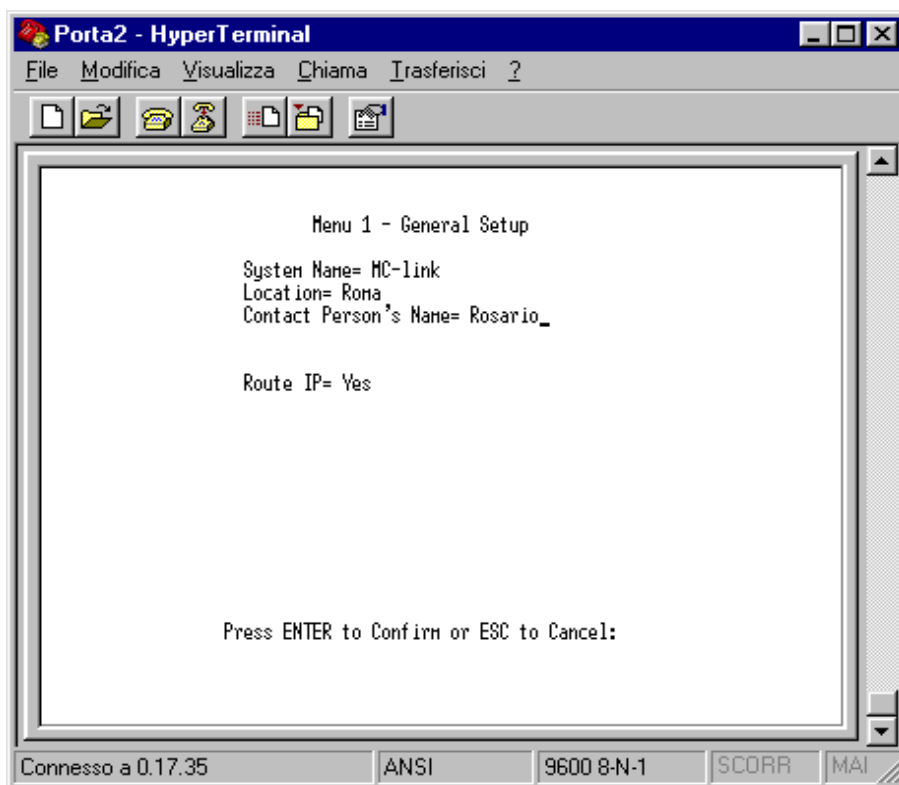 Porta2 - HyperTerminal
File Modifica Visualizza Chiama Trasferisci ?
Menu 1 - General Setup
System Name= MC-link
Location= Roma
Contact Person's Name= Rosario_
Route IP= Yes
Press ENTER to Confirm or ESC to Cancel:
Connesso a 0.17.35 ANSI 9600 8-N-1 SCORR MAI